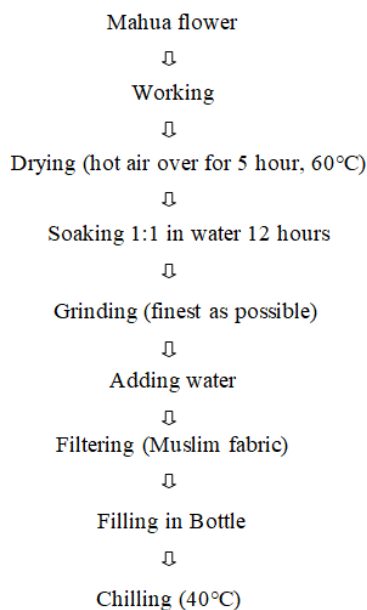 Mahua flower
⇩
Working
⇩
Drying (hot air over for 5 hour, 60°C)
⇩
Soaking 1:1 in water 12 hours
⇩
Grinding (finest as possible)
⇩
Adding water
⇩
Filtering (Muslim fabric)
⇩
Filling in Bottle
⇩
Chilling (40°C)